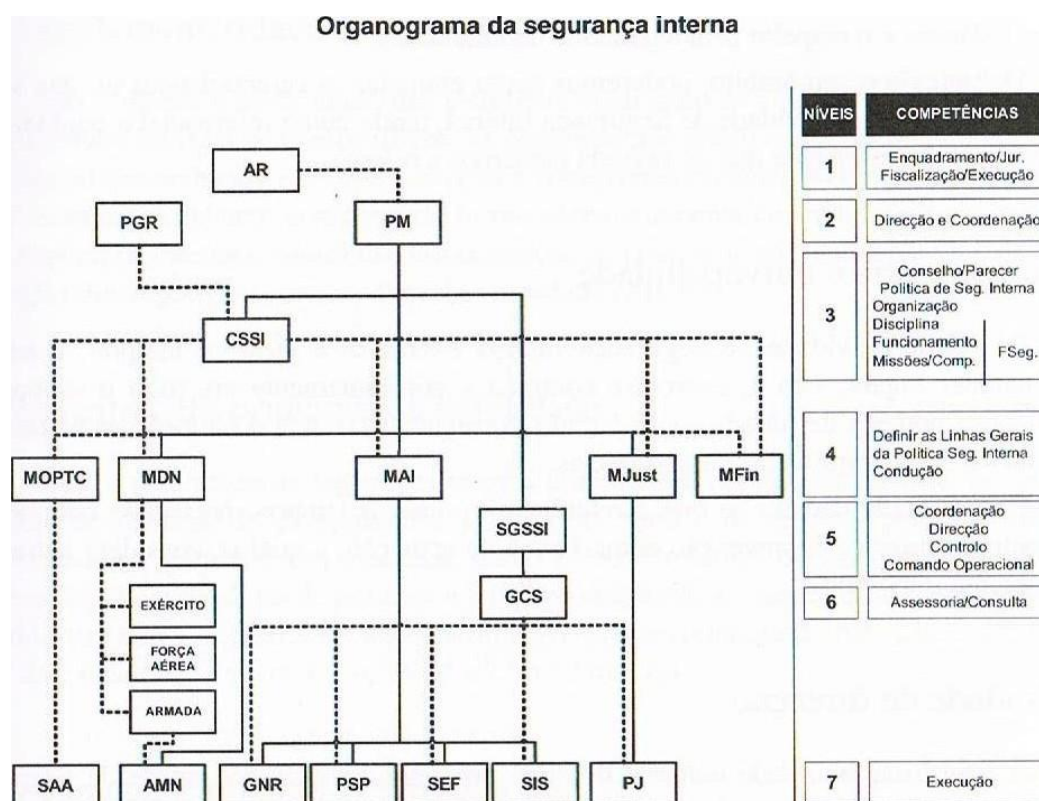 Organograma da segurança interna
NÍVEIS
COMPETÊNCIAS
AR
1
Enquadramento/Jur.
Fiscalização/Execução
PGR
PM
2
Direcção e Coordenação
CSSI
3
Conselho/Parecer
Política de Seg. Interna
Organização
Disciplina
Funcionamento
Missões/Comp.
FSeg.
MOPTC
MDN
MAI
MJust
MFin
4
Definir as Linhas Gerais
da Política Seg. Interna
Condução
SGSSI
5
Coordenação
Direcção
Controlo
Comando Operacional
GCS
6
Assessoria/Consulta
EXÉRCITO
FORÇA
AÉREA
ARMADA
SAA
AMN
GNR
PSP
SEF
SIS
PJ
7
Execução